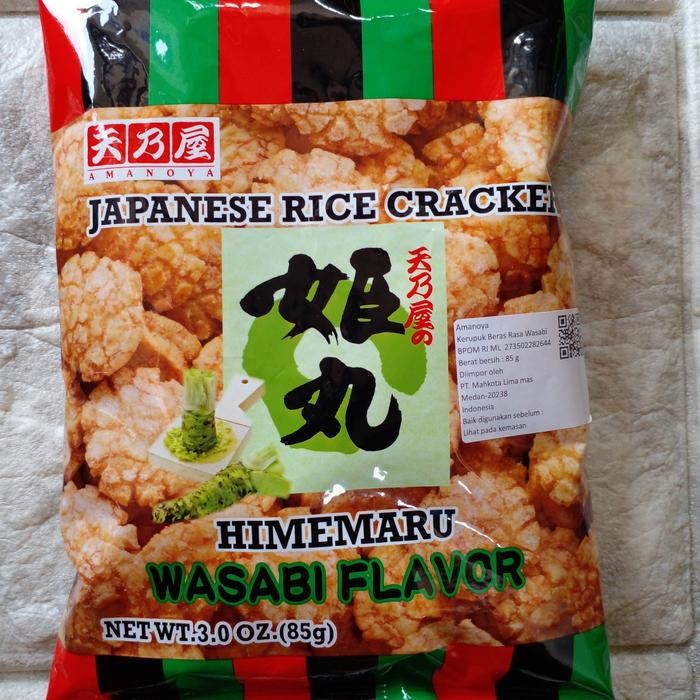 天乃屋
AMANOYA
JAPANESE RICE CRACKER
天乃屋の
姫丸
Amanoya
Kerupuk Beras Rasa Wasabi
BPOM RI ML 273502282644
Berat bersih : 85 g
Diimpor oleh
PT. Mahkota Lima mas
Medan-20238
Indonesia
Baik digunakan sebelum :
Lihat pada kemasan
HIMEMARU
WASABI FLAVOR
NET WT.3.0 OZ.(85g)